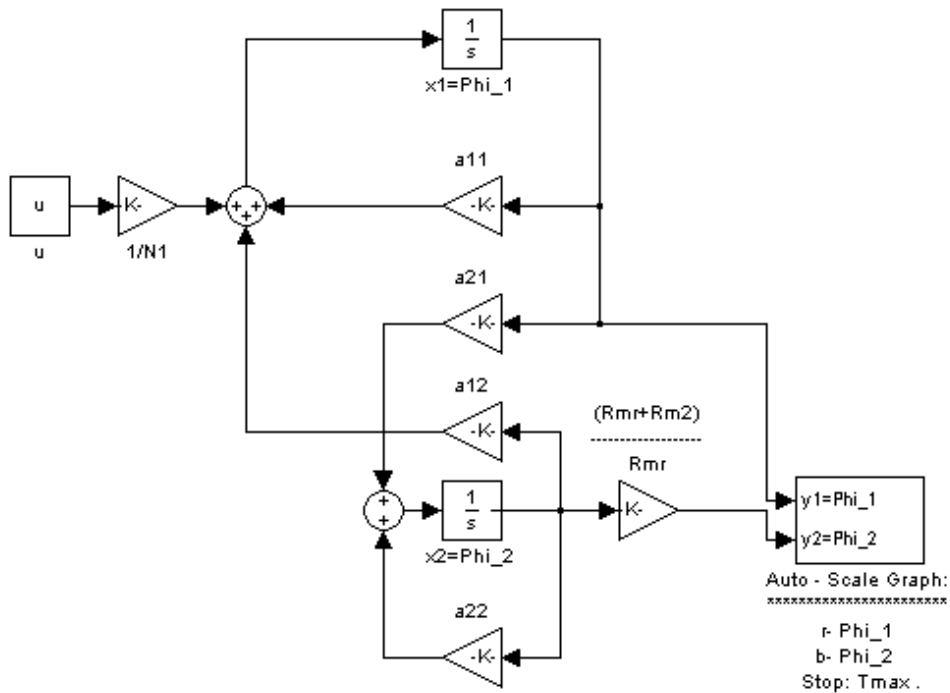 1
s
x1=Phi_1
a11
-K-
u
K-
+
+
+
u
1/N1
a21
-K-
a12
-K-
(Rmr+Rm2)
------------------
Rmr
+
+
1
s
x2=Phi_2
K-
y1=Phi_1
y2=Phi_2
a22
-K-
Auto - Scale Graph:
***********************
r- Phi_1
b- Phi_2
Stop: Tmax .